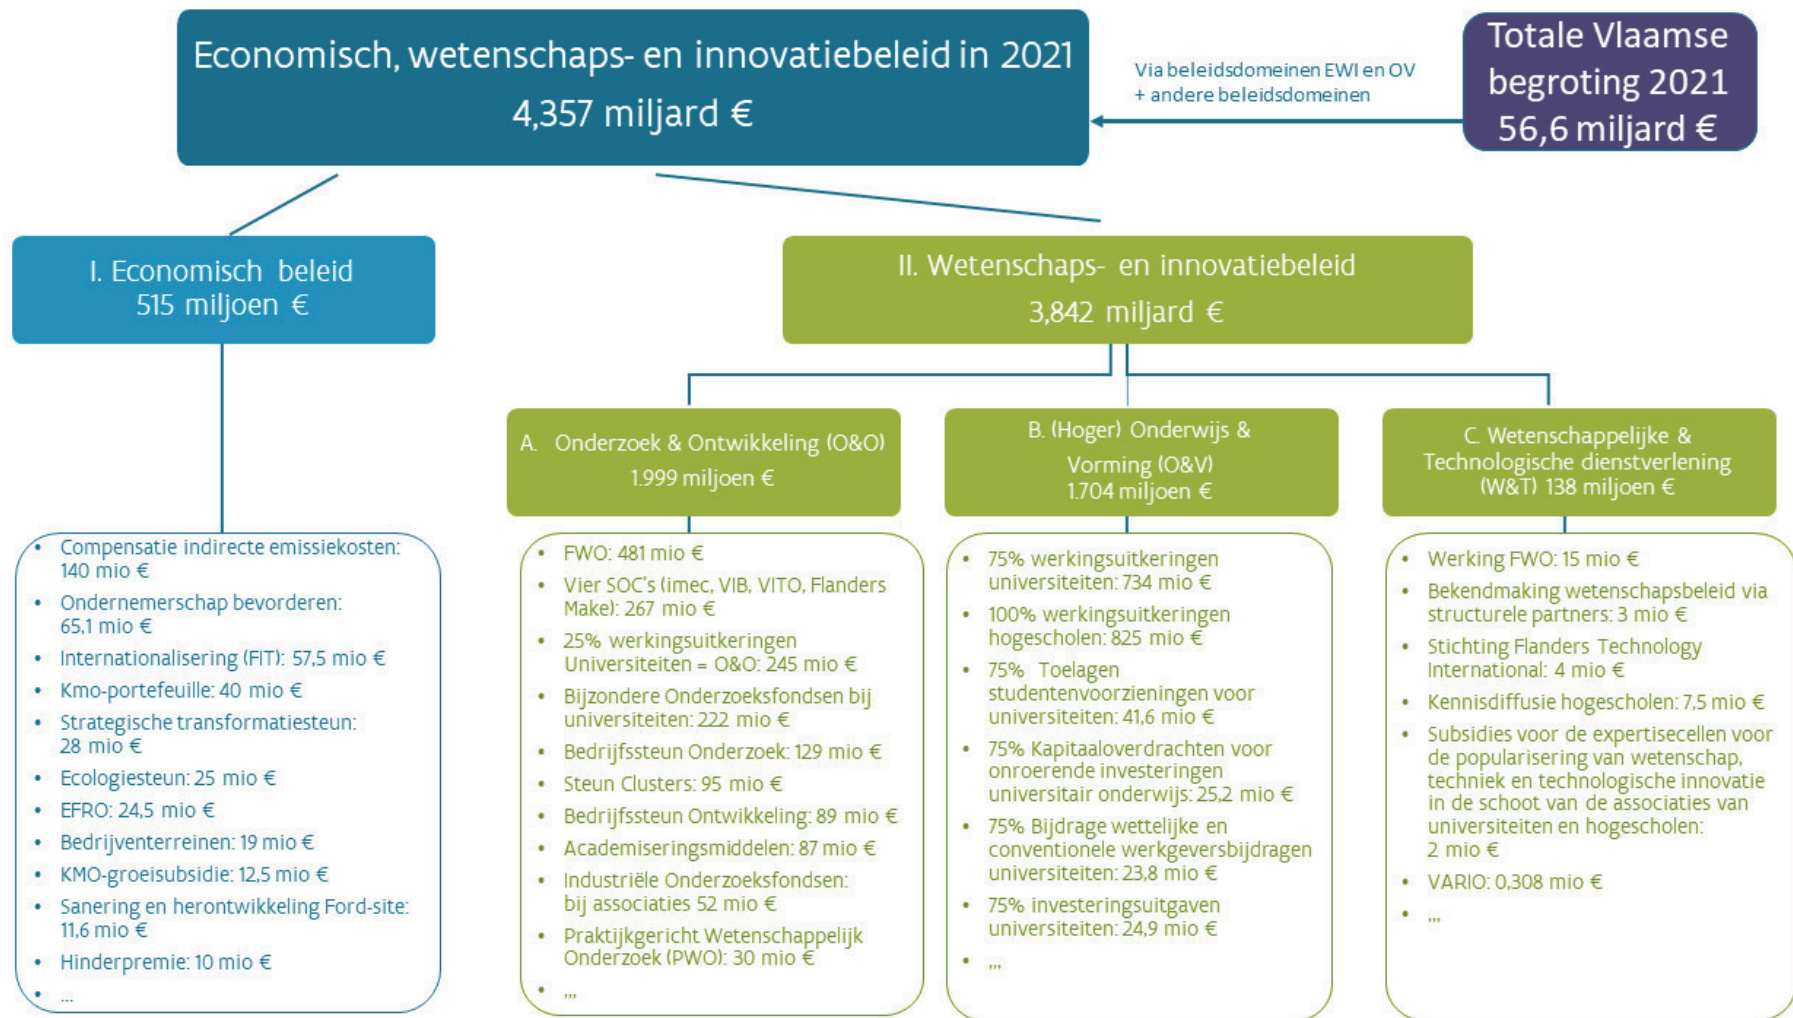 Economisch, wetenschaps- en innovatiebeleid in 2021
4,357 miljard €
Via beleidsdomeinen EWI en OV
+ andere beleidsdomeinen
Totale Vlaamse
begroting 2021
56,6 miljard €
I. Economisch beleid
515 miljoen €
II. Wetenschaps- en innovatiebeleid
3,842 miljard €
A. Onderzoek & Ontwikkeling (O&O)
1.999 miljoen €
B. (Hoger) Onderwijs &
Vorming (O&V)
1.704 miljoen €
C. Wetenschappelijke &
Technologische dienstverlening
(W&T) 138 miljoen €
• Compensatie indirecte emissiekosten:
140 mio €
• Ondernemerschap bevorderen:
65,1 mio €
• Internationalisering (FIT): 57,5 mio €
• Kmo-portefeuille: 40 mio €
• Strategische transformatiesteun:
28 mio €
• Ecologiesteun: 25 mio €
• EFRO: 24,5 mio €
• Bedrijventerreinen: 19 mio €
• KMO-groeisubsidie: 12,5 mio €
• Sanering en herontwikkeling Ford-site:
11,6 mio €
• Hinderpremie: 10 mio €
• ...
• FWO: 481 mio €
• Vier SOC's (imec, VIB, VITO, Flanders
Make): 267 mio €
• 25% werkingsuitkeringen
Universiteiten = O&O: 245 mio €
• Bijzondere Onderzoeksfondsen bij
universiteiten: 222 mio €
• Bedrijfssteun Onderzoek: 129 mio €
• Steun Clusters: 95 mio €
• Bedrijfssteun Ontwikkeling: 89 mio €
• Academiseringsmiddelen: 87 mio €
• Industriële Onderzoeksfondsen:
bij associaties 52 mio €
• Praktijkgericht Wetenschappelijk
Onderzoek (PWO): 30 mio €
• ,,,
• 75% werkingsuitkeringen
universiteiten: 734 mio €
• 100% werkingsuitkeringen
hogescholen: 825 mio €
• 75% Toelagen
studentenvoorzieningen voor
universiteiten: 41,6 mio €
• 75% Kapitaaloverdrachten voor
onroerende investeringen
universitair onderwijs: 25,2 mio €
• 75% Bijdrage wettelijke en
conventionele werkgeversbijdragen
universiteiten: 23,8 mio €
• 75% investeringsuitgaven
universiteiten: 24,9 mio €
• ,,,
• Werking FWO: 15 mio €
• Bekendmaking wetenschapsbeleid via
structurele partners: 3 mio €
• Stichting Flanders Technology
International: 4 mio €
• Kennisdiffusie hogescholen: 7,5 mio €
• Subsidies voor de expertisecellen voor
de popularisering van wetenschap,
techniek en technologische innovatie
in de schoot van de associaties van
universiteiten en hogescholen:
2 mio €
• VARIO: 0,308 mio €
• ,,,